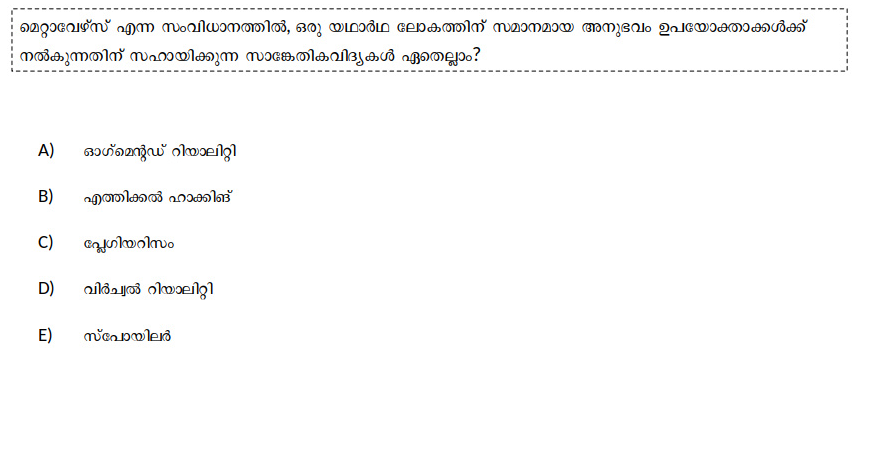 മെറ്റാവേഴ്സ് എന്ന സംവിധാനത്തിൽ, ഒരു യഥാർഥ ലോകത്തിന് സമാനമായ അനുഭവം ഉപയോക്താക്കൾക്ക്
നൽകുന്നതിന് സഹായിക്കുന്ന സാങ്കേതികവിദ്യകൾ ഏതെല്ലാം?
A) ഓഗ്മെന്റഡ് റിയാലിറ്റി
B) എത്തിക്കൽ ഹാക്കിങ്
C) പ്ലേഗിയറിസം
D) വിർച്വൽ റിയാലിറ്റി
E) സ്പോയിലർ